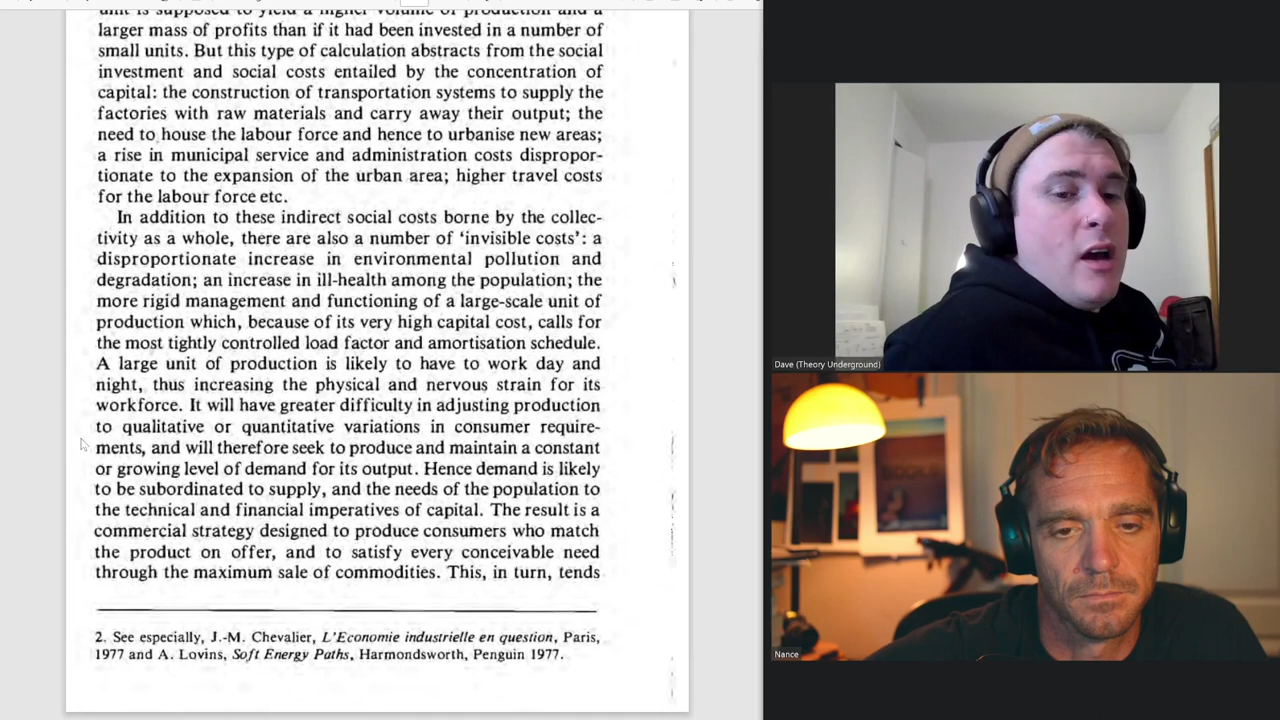 unit is supposed to yield a higher volume of production and a
larger mass of profits than if it had been invested in a number of
small units. But this type of calculation abstracts from the social
investment and social costs entailed by the concentration of
capital: the construction of transportation systems to supply the
factories with raw materials and carry away their output; the
need to house the labour force and hence to urbanise new areas;
a rise in municipal service and administration costs dispropor-
tionate to the expansion of the urban area; higher travel costs
for the labour force etc.
In addition to these indirect social costs borne by the collec-
tivity as a whole, there are also a number of ‘invisible costs’: a
disproportionate increase in environmental pollution and
degradation; an increase in ill-health among the population; the
more rigid management and functioning of a large-scale unit of
production which, because of its very high capital cost, calls for
the most tightly controlled load factor and amortisation schedule.
A large unit of production is likely to have to work day and
night, thus increasing the physical and nervous strain for its
workforce. It will have greater difficulty in adjusting production
to qualitative or quantitative variations in consumer require-
ments, and will therefore seek to produce and maintain a constant
or growing level of demand for its output. Hence demand is likely
to be subordinated to supply, and the needs of the population to
the technical and financial imperatives of capital. The result is a
commercial strategy designed to produce consumers who match
the product on offer, and to satisfy every conceivable need
through the maximum sale of commodities. This, in turn, tends
2. See especially, J.-M. Chevalier, L'Economie industrielle en question, Paris,
1977 and A. Lovins, Soft Energy Paths, Harmondsworth, Penguin 1977.
Dave (Theory Underground)
Nance